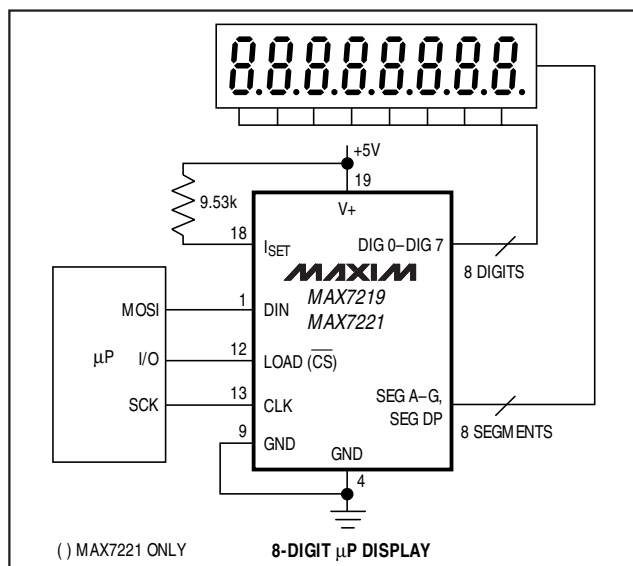 8.8.8.8.8.8.8.8.
+5V
19
9.53k
V+
18
ISET
DIG 0–DIG 7
8 DIGITS
MAXIM
MAX7219
MAX7221
MOSI
1
DIN
µP
I/O
12
LOAD (CS)
SCK
13
CLK
SEG A–G,
SEG DP
8 SEGMENTS
9
GND
GND
4
( ) MAX7221 ONLY
8-DIGIT µP DISPLAY